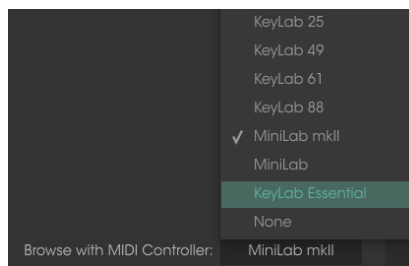 KeyLab 25
KeyLab 49
KeyLab 61
KeyLab 88
✓ MiniLab mkII
MiniLab
KeyLab Essential
None
Browse with MIDI Controller: MiniLab mkII